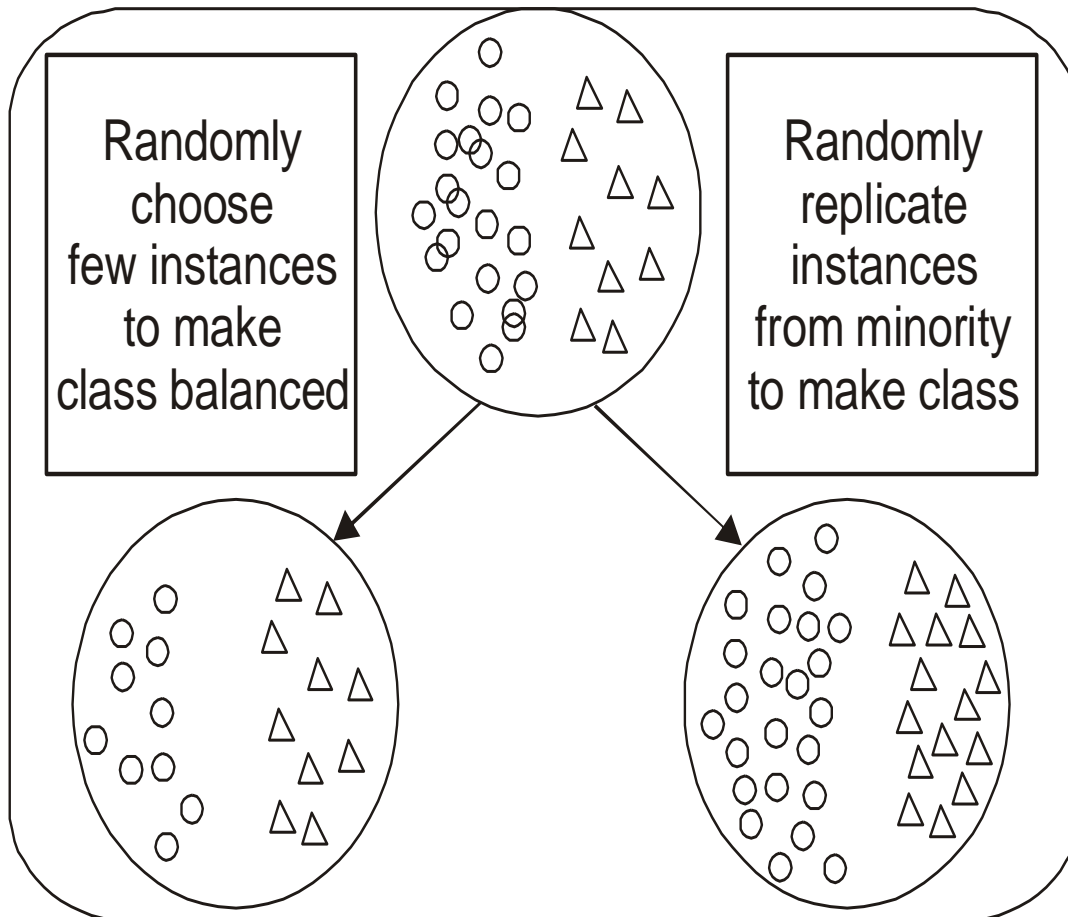 Randomly
choose
few instances
to make
class balanced
Randomly
replicate
instances
from minority
to make class